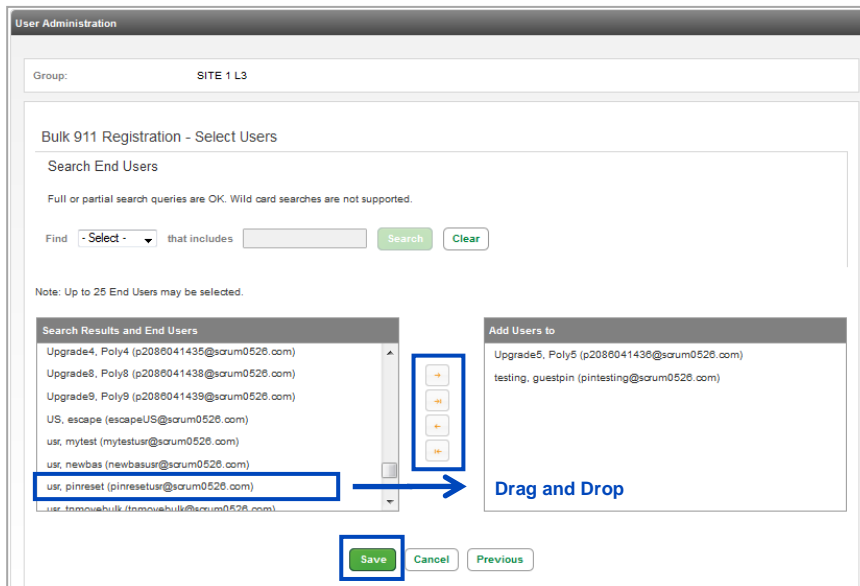 User Administration
Group: SITE 1 L3
Bulk 911 Registration - Select Users
Search End Users
Full or partial search queries are OK. Wild card searches are not supported.
Find - Select - that includes Search Clear
Note: Up to 25 End Users may be selected.
Search Results and End Users
Upgrade4, Poly4 (p2086041435@scrum0526.com)
Upgrade8, Poly8 (p2086041438@scrum0526.com)
Upgrade9, Poly9 (p2086041439@scrum0526.com)
US, escape (escapeUS@scrum0526.com)
usr, mytest (mytestusr@scrum0526.com)
usr, newbas (newbasusr@scrum0526.com)
usr, pinreset (pinresetusr@scrum0526.com)
usr, tnmovebulk (tnmovebulk@scrum0526.com)
Add Users to
Upgrade5, Poly5 (p2086041436@scrum0526.com)
testing, guestpin (pintesting@scrum0526.com)
Drag and Drop
Save Cancel Previous